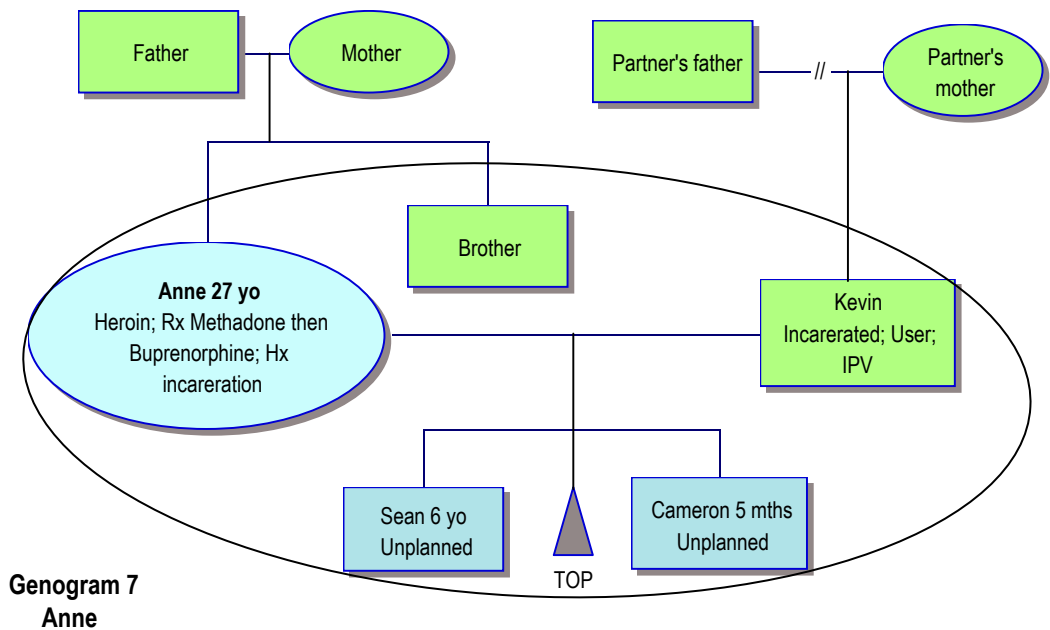 Father
Mother
Partner's father
//
Partner's
mother
Brother
Anne 27 yo
Heroin; Rx Methadone then
Buprenorphine; Hx
incareration
Kevin
Incarerated; User;
IPV
Sean 6 yo
Unplanned
TOP
Cameron 5 mths
Unplanned
Genogram 7
Anne